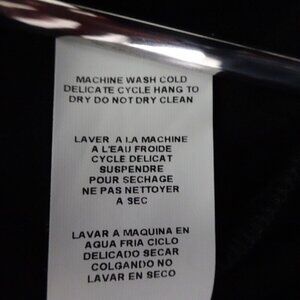 MACHINE WASH COLD
DELICATE CYCLE HANG TO
DRY DO NOT DRY CLEAN
LAVER A LA MACHINE
A L'EAU FROIDE
CYCLE DELICAT
SUSPENDRE
POUR SECHAGE
NE PAS NETTOYER
A SEC
LAVAR A MAQUINA EN
AGUA FRIA CICLO
DELICADO SECAR
COLGANDO NO
LAVAR EN SECO